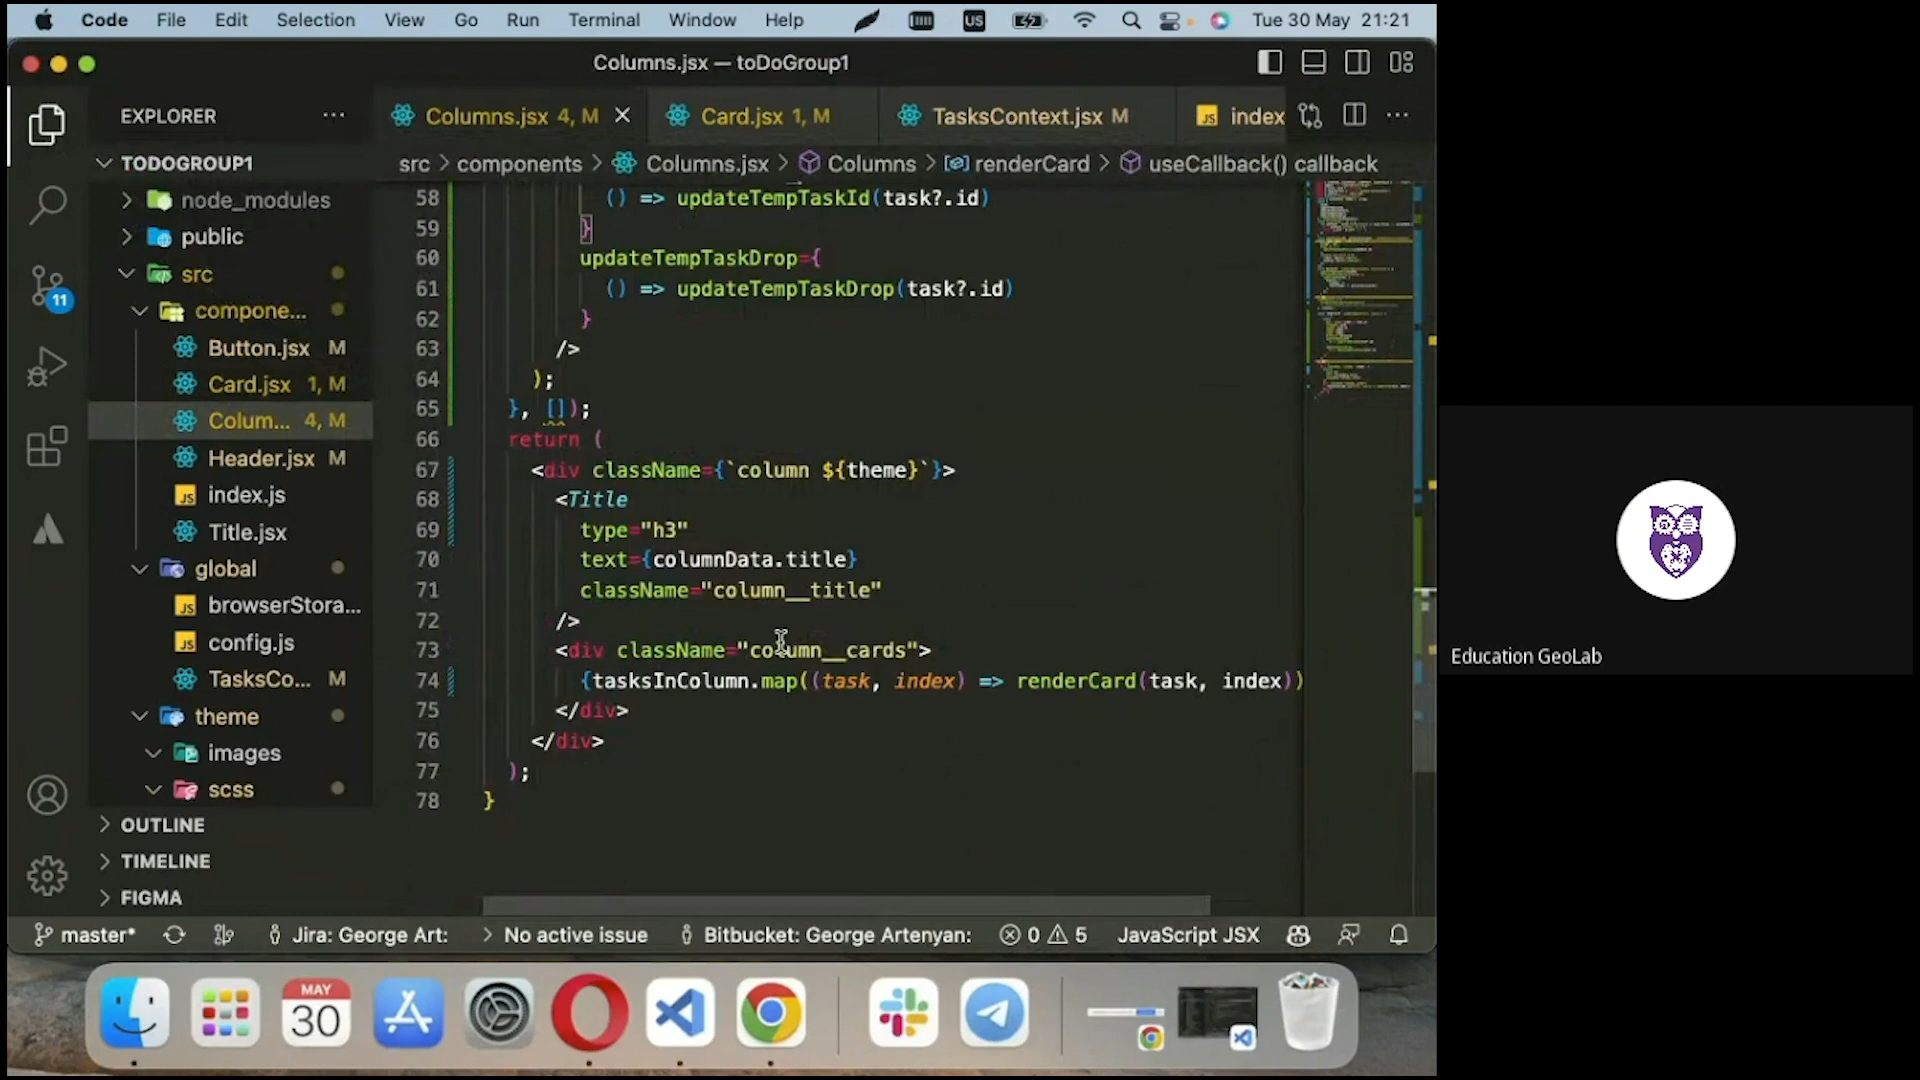 Code File Edit Selection View Go Run Terminal Window Help US Tue 30 May 21:21
Columns.jsx — toDoGroup1
EXPLORER
Columns.jsx 4, M
Card.jsx 1, M
TasksContext.jsx M
JS index
TODOGROUP1
src > components > Columns.jsx > Columns > renderCard > useCallback() callback
node_modules
public
src
compone...
Button.jsx M
Card.jsx 1, M
Colum... 4, M
Header.jsx M
JS index.js
Title.jsx
global
JS browserStora...
JS config.js
TasksCo... M
theme
images
scss
OUTLINE
TIMELINE
FIGMA
11
58 () => updateTempTaskId(task?.id)
59 }
60 updateTempTaskDrop={
61 () => updateTempTaskDrop(task?.id)
62 }
63 />
64 );
65 }, []);
66 return (
67 <div className={`column ${theme}`}>
68 <Title
69 type="h3"
70 text={columnData.title}
71 className="column__title"
72 />
73 <div className="column__cards">
74 {tasksInColumn.map((task, index) => renderCard(task, index))
75 </div>
76 </div>
77 );
78 }
master* Jira: George Art: No active issue Bitbucket: George Artenyan: 0 5 JavaScript JSX
MAY
30
Education GeoLab